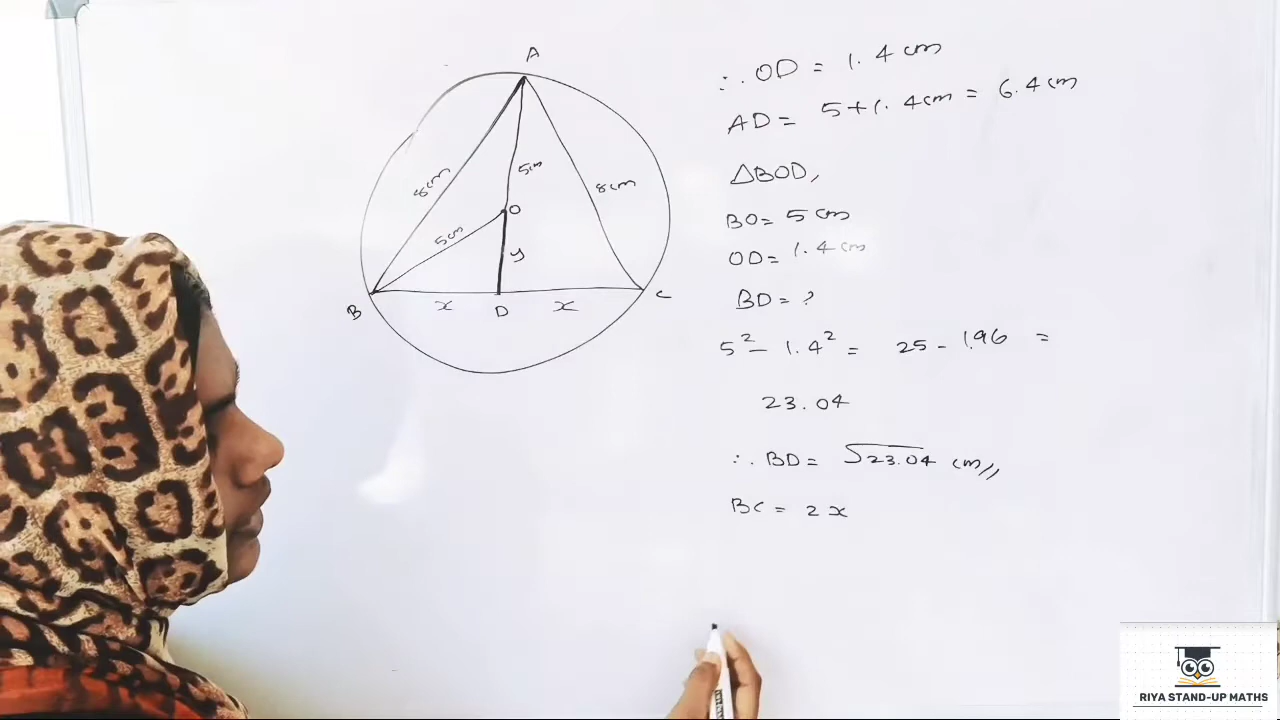 A
8cm
5cm
8cm
O
5cm
y
B
x
D
x
C
∴ OD = 1.4 cm
AD = 5+1.4cm = 6.4cm
△BOD,
BO = 5 cm
OD = 1.4 cm
BD = ?
5² - 1.4² = 25 - 1.96 =
23.04
∴ BD = √23.04 cm//
BC = 2x
RIYA STAND-UP MATHS